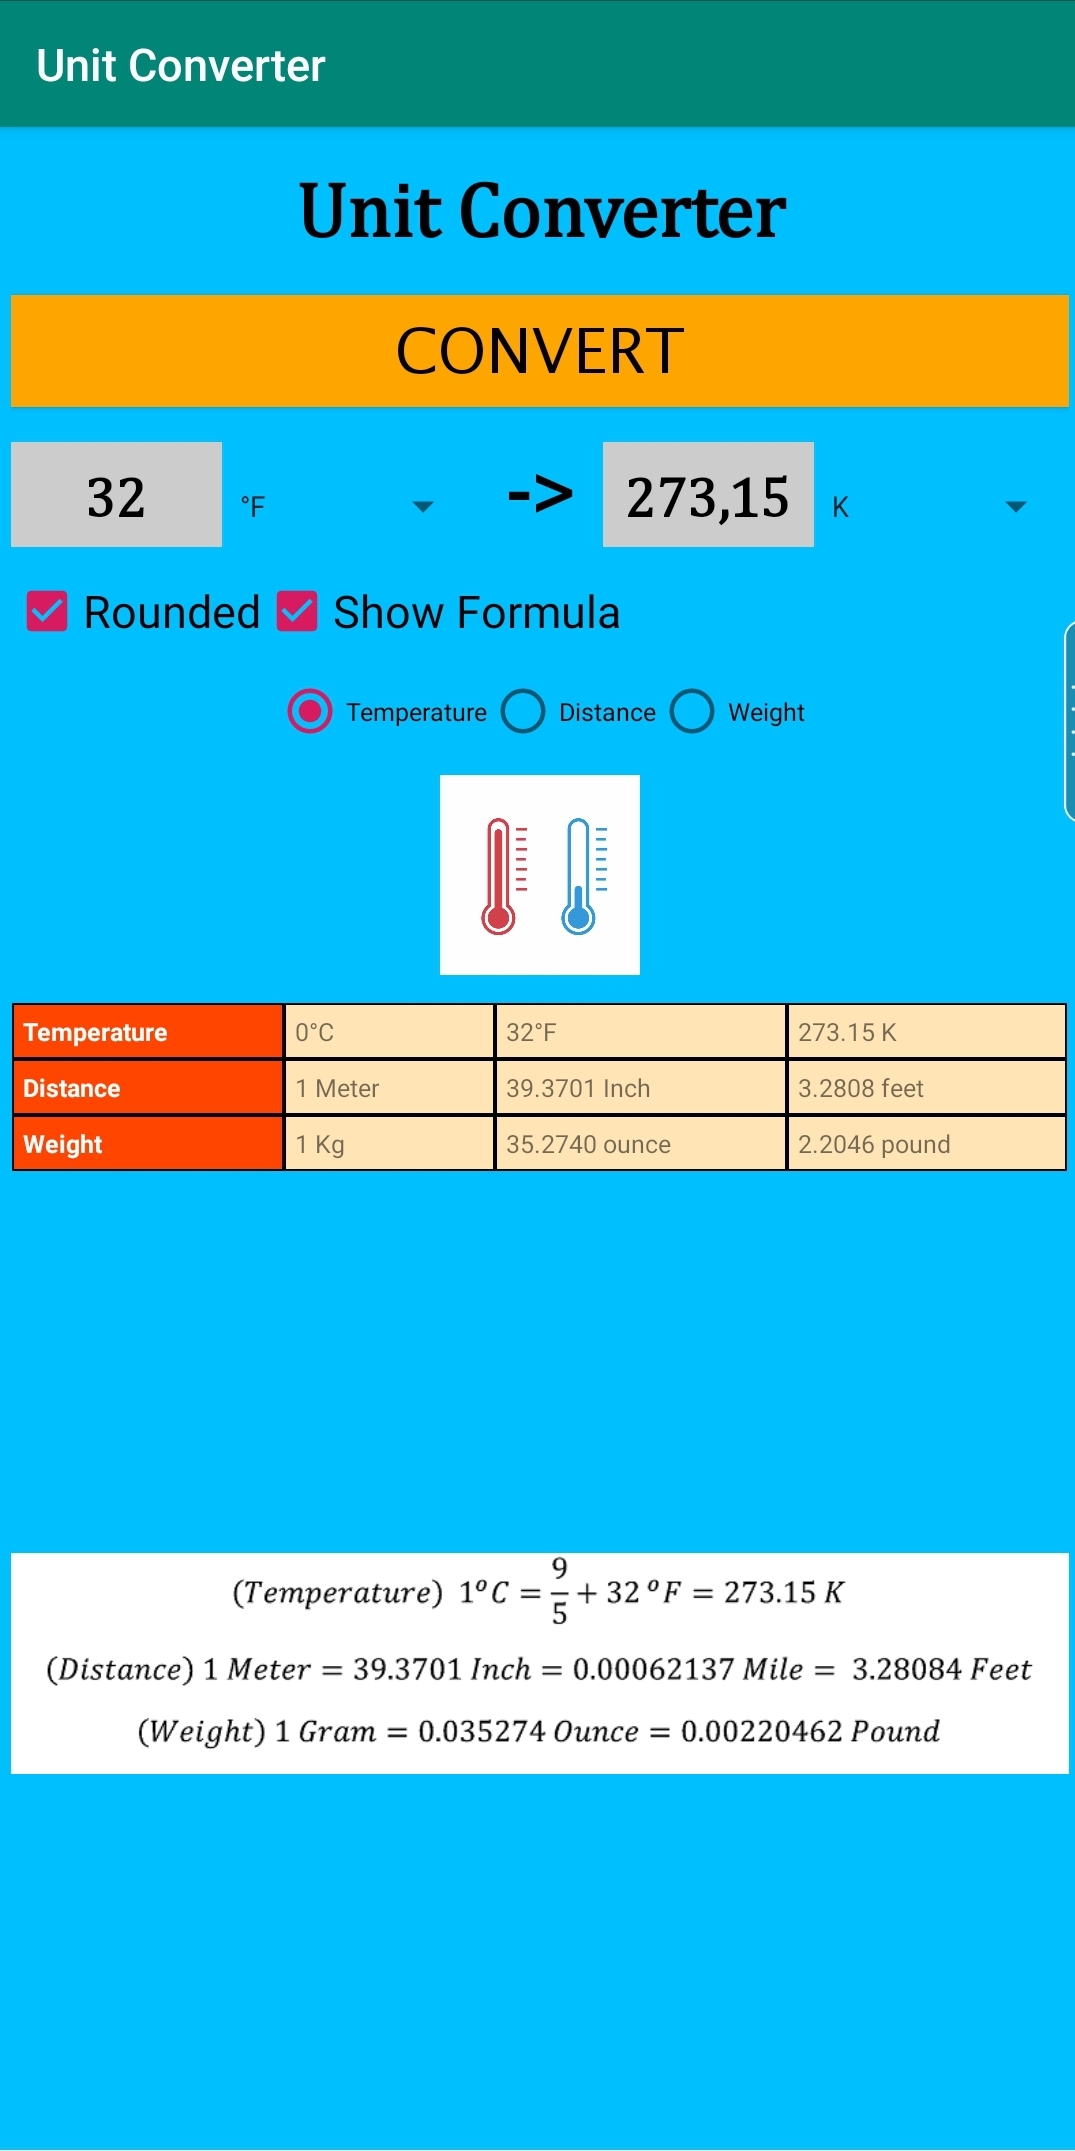 Unit Converter
Unit Converter
CONVERT
32 °F -> 273,15 K
Rounded Show Formula
Temperature Distance Weight
Temperature 0°C 32°F 273.15 K
Distance 1 Meter 39.3701 Inch 3.2808 feet
Weight 1 Kg 35.2740 ounce 2.2046 pound
(Temperature) 1°C = 9/5 + 32 °F = 273.15 K
(Distance) 1 Meter = 39.3701 Inch = 0.00062137 Mile = 3.28084 Feet
(Weight) 1 Gram = 0.035274 Ounce = 0.00220462 Pound